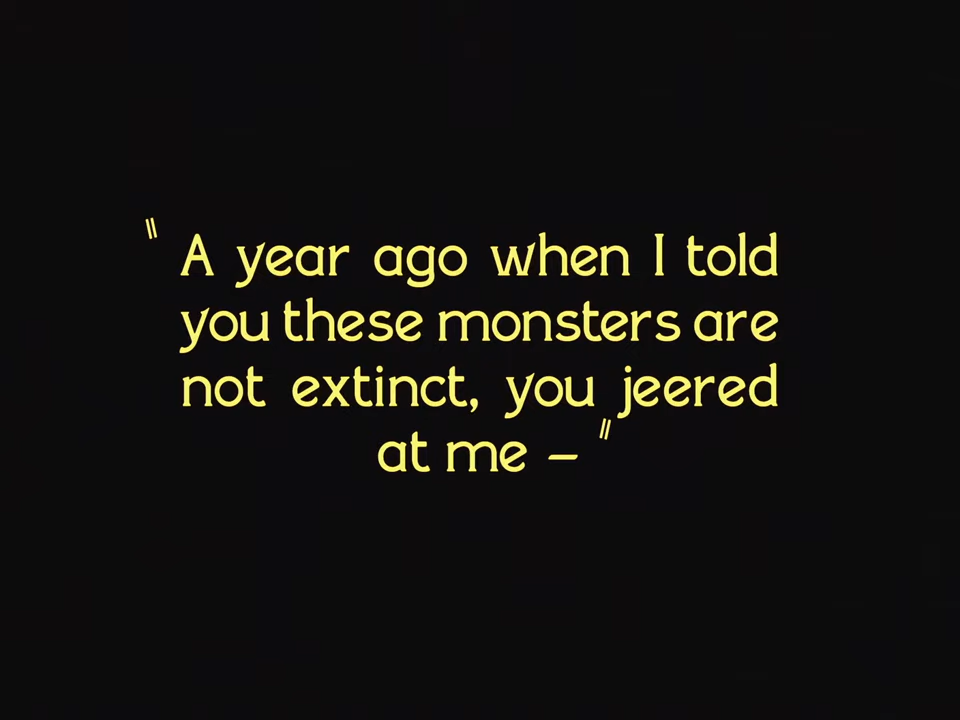 " A year ago when I told
you these monsters are
not extinct, you jeered
at me – "